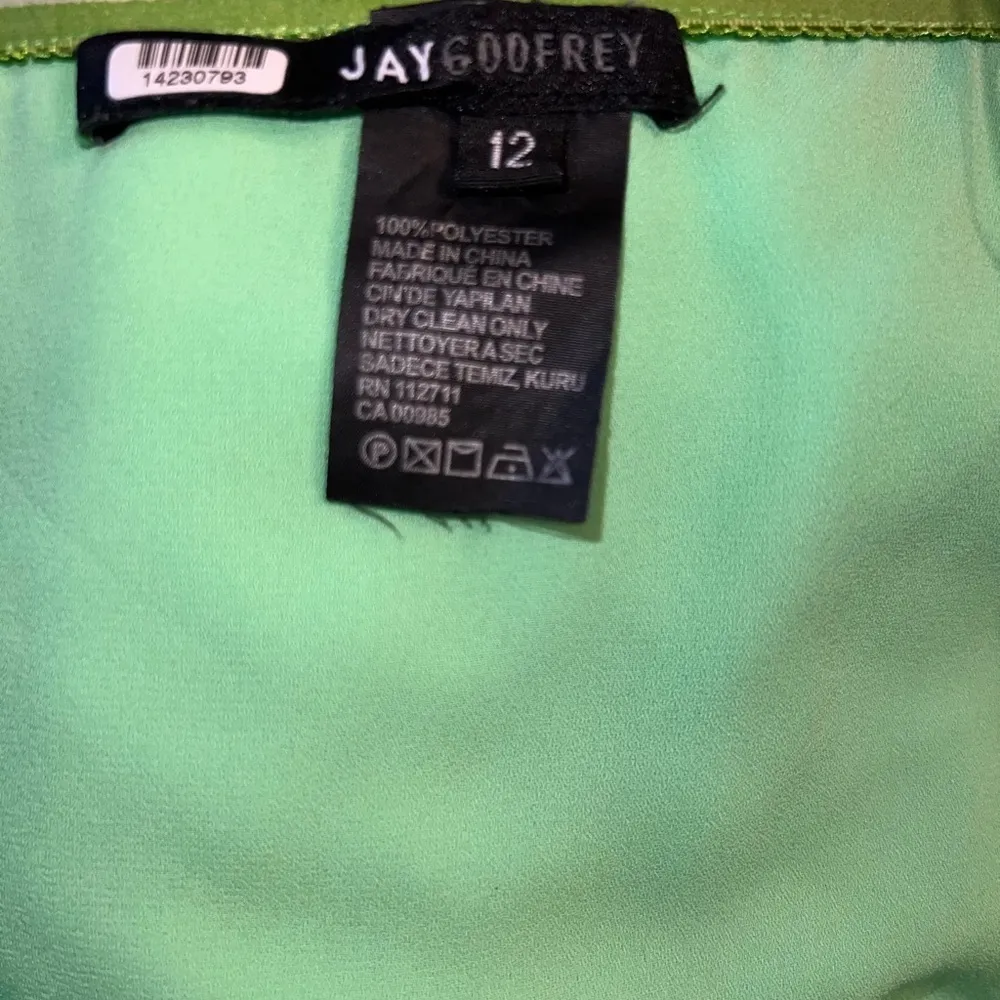 14230793
JAY GODFREY
12
100% POLYESTER
MADE IN CHINA
FABRIQUÉ EN CHINE
CIN'DE YAPILAN
DRY CLEAN ONLY
NETTOYER A SEC
SADECE TEMIZ, KURU
RN 112711
CA 00985
P